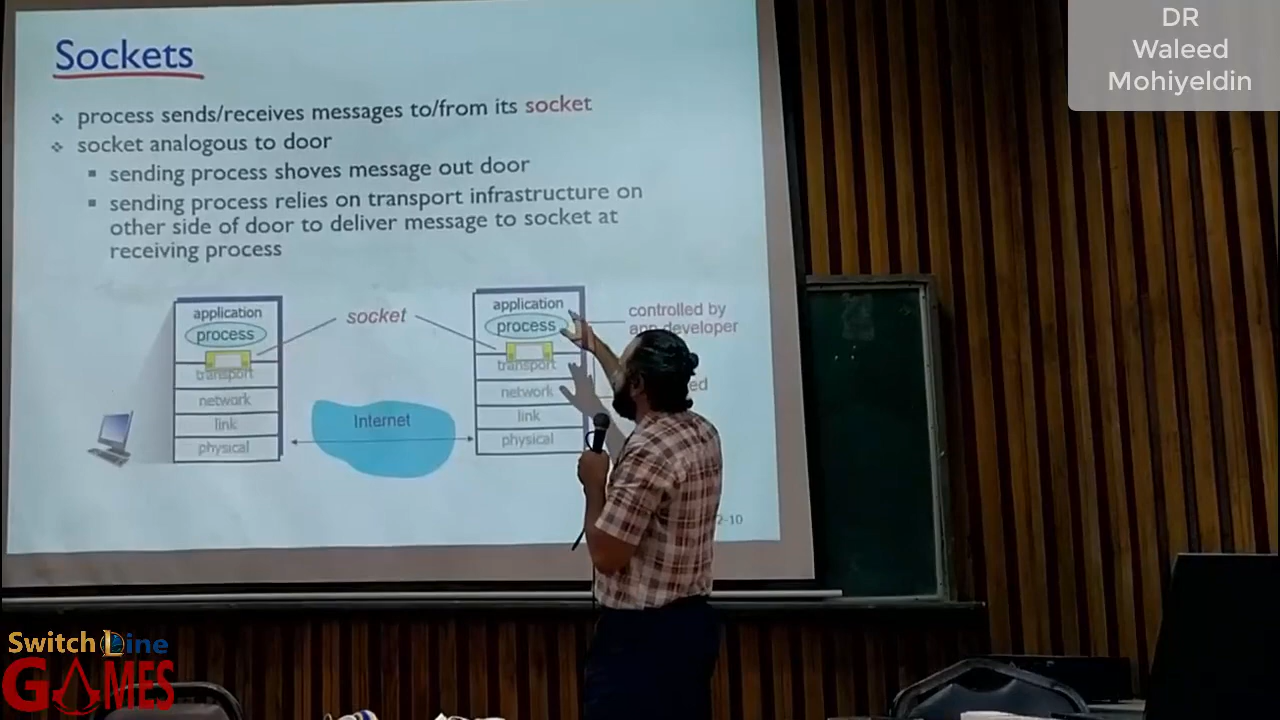 DR
Waleed
Mohiyeldin
Sockets
process sends/receives messages to/from its socket
socket analogous to door
sending process shoves message out door
sending process relies on transport infrastructure on
other side of door to deliver message to socket at
receiving process
application
process
transport
network
link
physical
socket
Internet
application
process
transport
network
link
physical
controlled by
app developer
2-10
Switch Line
GAMES